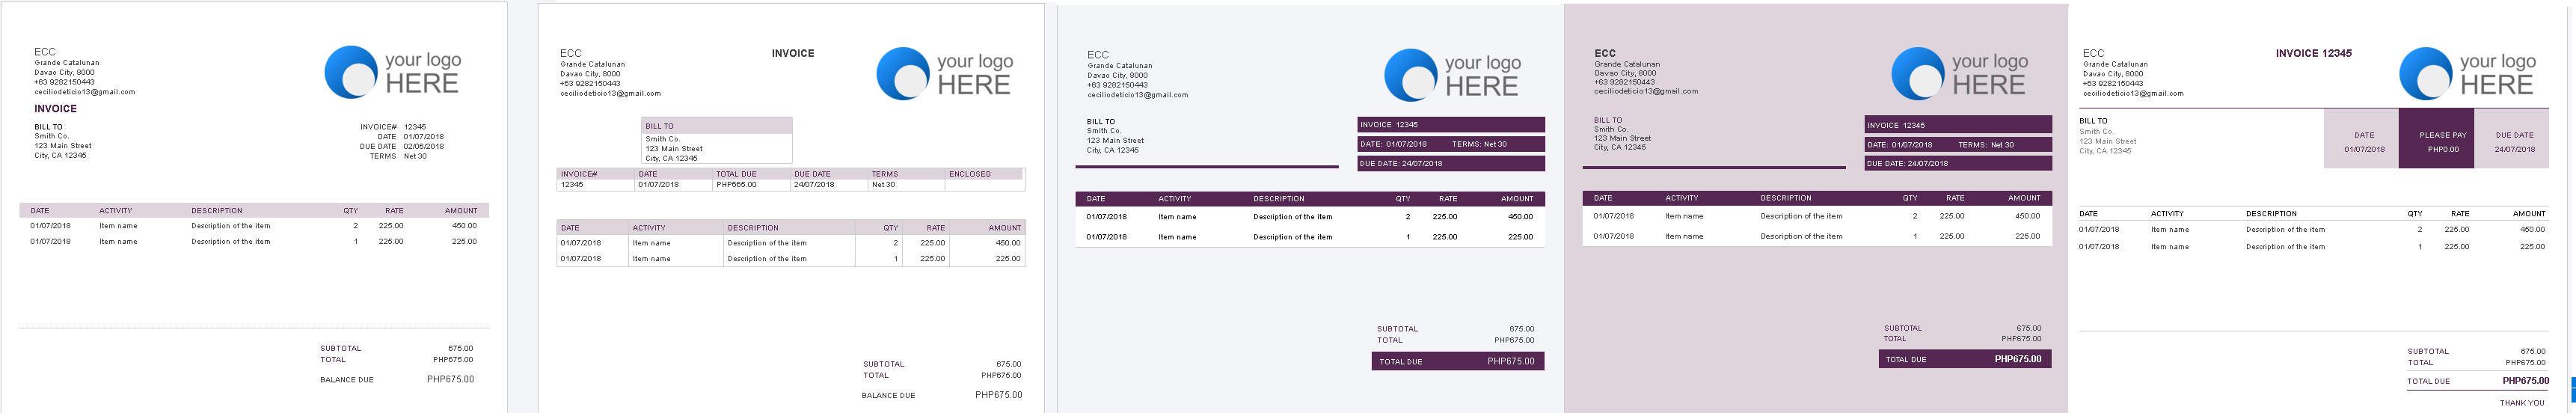 ECC
Grande Catalunan
Davao City, 8000
+63 9282150443
ceciliodeticio13@gmail.com
your logo
HERE
INVOICE
BILL TO
Smith Co.
123 Main Street
City, CA 12345
INVOICE# 12345
DATE 01/07/2018
DUE DATE 02/06/2018
TERMS Net 30
DATE ACTIVITY DESCRIPTION QTY RATE AMOUNT
01/07/2018 Item name Description of the item 2 225.00 450.00
01/07/2018 Item name Description of the item 1 225.00 225.00
SUBTOTAL 675.00
TOTAL PHP675.00
BALANCE DUE PHP675.00
ECC
Grande Catalunan
Davao City, 8000
+63 9282150443
ceciliodeticio13@gmail.com
INVOICE
your logo
HERE
BILL TO
Smith Co.
123 Main Street
City, CA 12345
INVOICE# DATE TOTAL DUE DUE DATE TERMS ENCLOSED
12345 01/07/2018 PHP665.00 24/07/2018 Net 30
DATE ACTIVITY DESCRIPTION QTY RATE AMOUNT
01/07/2018 Item name Description of the item 2 225.00 450.00
01/07/2018 Item name Description of the item 1 225.00 225.00
SUBTOTAL 675.00
TOTAL PHP675.00
BALANCE DUE PHP675.00
ECC
Grande Catalunan
Davao City, 8000
+63 9282150443
ceciliodeticio13@gmail.com
your logo
HERE
BILL TO
Smith Co.
123 Main Street
City, CA 12345
INVOICE 12345
DATE: 01/07/2018 TERMS: Net 30
DUE DATE: 24/07/2018
DATE ACTIVITY DESCRIPTION QTY RATE AMOUNT
01/07/2018 Item name Description of the item 2 225.00 450.00
01/07/2018 Item name Description of the item 1 225.00 225.00
SUBTOTAL 675.00
TOTAL PHP675.00
TOTAL DUE PHP675.00
ECC
Grande Catalunan
Davao City, 8000
+63 9282150443
ceciliodeticio13@gmail.com
your logo
HERE
BILL TO
Smith Co.
123 Main Street
City, CA 12345
INVOICE 12345
DATE: 01/07/2018 TERMS: Net 30
DUE DATE: 24/07/2018
DATE ACTIVITY DESCRIPTION QTY RATE AMOUNT
01/07/2018 Item name Description of the item 2 225.00 450.00
01/07/2018 Item name Description of the item 1 225.00 225.00
SUBTOTAL 675.00
TOTAL PHP675.00
TOTAL DUE PHP675.00
ECC
Grande Catalunan
Davao City, 8000
+63 9282150443
ceciliodeticio13@gmail.com
INVOICE 12345
your logo
HERE
BILL TO
Smith Co.
123 Main Street
City, CA 12345
DATE PLEASE PAY DUE DATE
01/07/2018 PHP0.00 24/07/2018
DATE ACTIVITY DESCRIPTION QTY RATE AMOUNT
01/07/2018 Item name Description of the item 2 225.00 450.00
01/07/2018 Item name Description of the item 1 225.00 225.00
SUBTOTAL 675.00
TOTAL PHP675.00
TOTAL DUE PHP675.00
THANK YOU